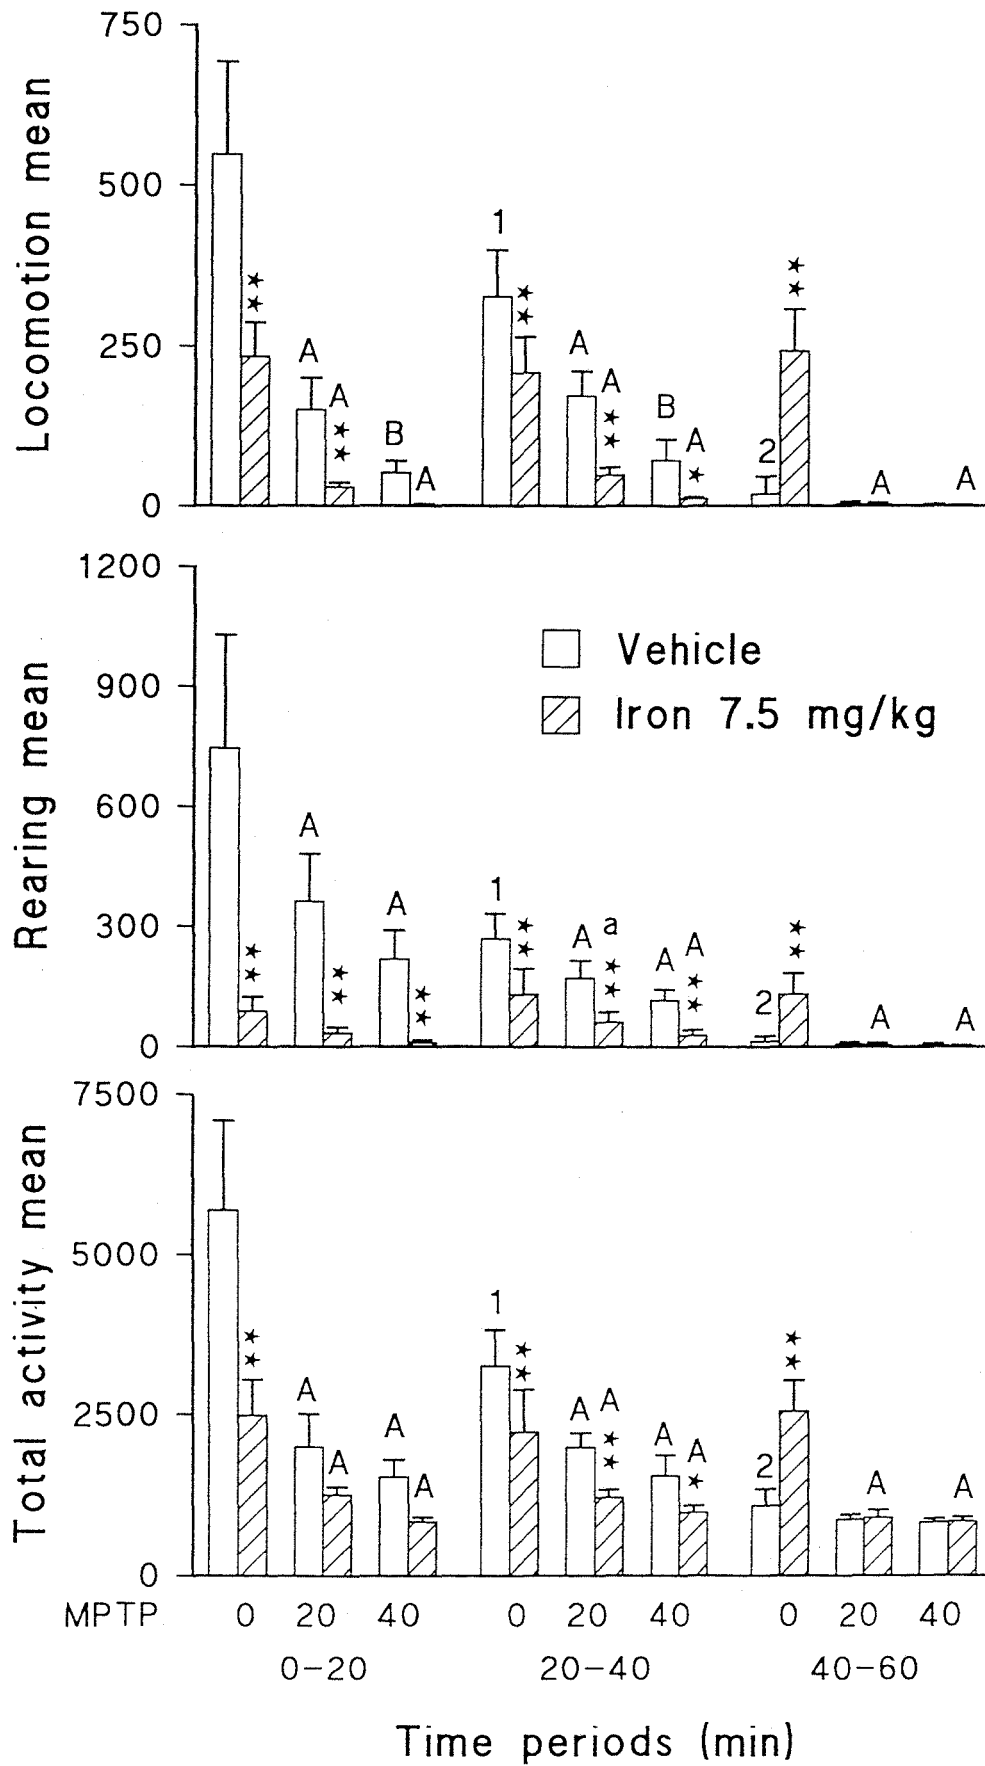 Locomotion mean
750
500
250
0
★★
A
A
★★
B
A
1
★★
A
A
★★
B
A
★
2
★★
A
A
Rearing mean
1200
900
600
300
0
Vehicle
Iron 7.5 mg/kg
★★
A
★★
A
★★
1
★★
A
a
★★
A
A
★★
2
★★
A
A
Total activity mean
7500
5000
2500
0
★★
A
A
A
A
1
★★
A
A
★★
A
A
★
2
★★
A
A
MPTP 0 20 40 0 20 40 0 20 40
0-20 20-40 40-60
Time periods (min)